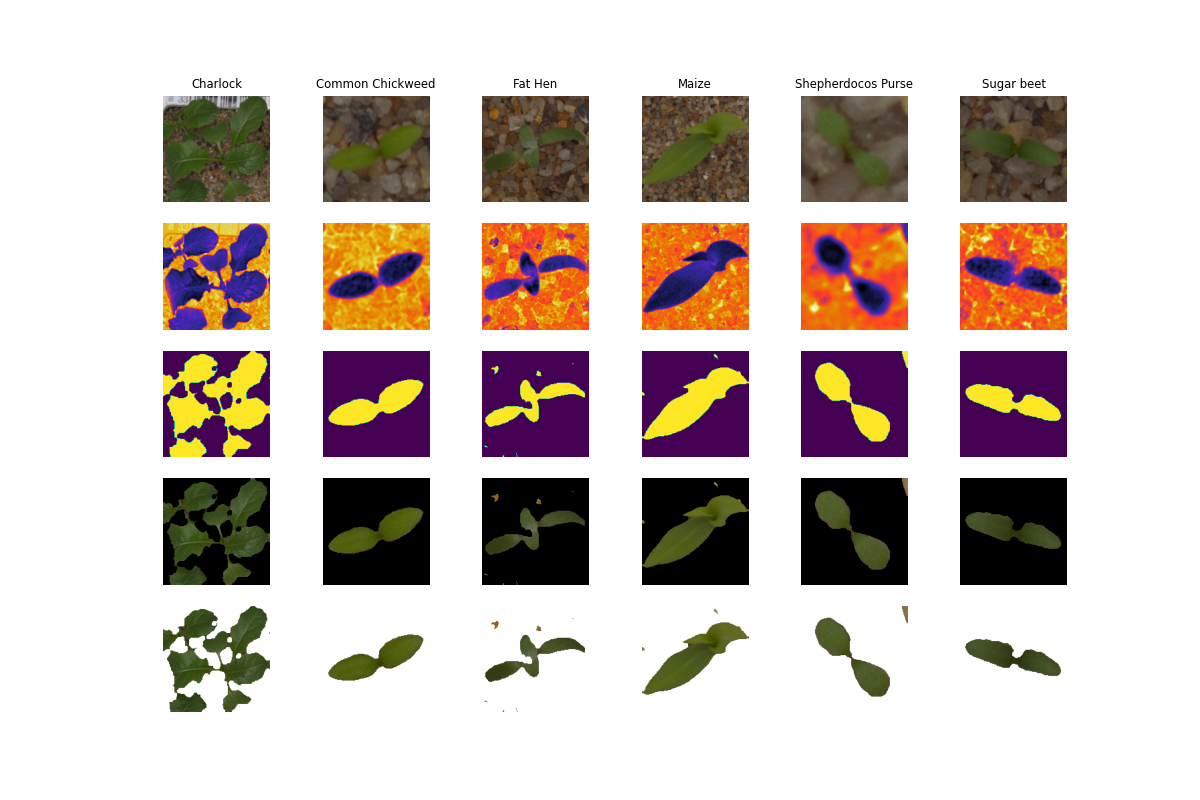 Charlock
Common Chickweed
Fat Hen
Maize
Shepherdocos Purse
Sugar beet